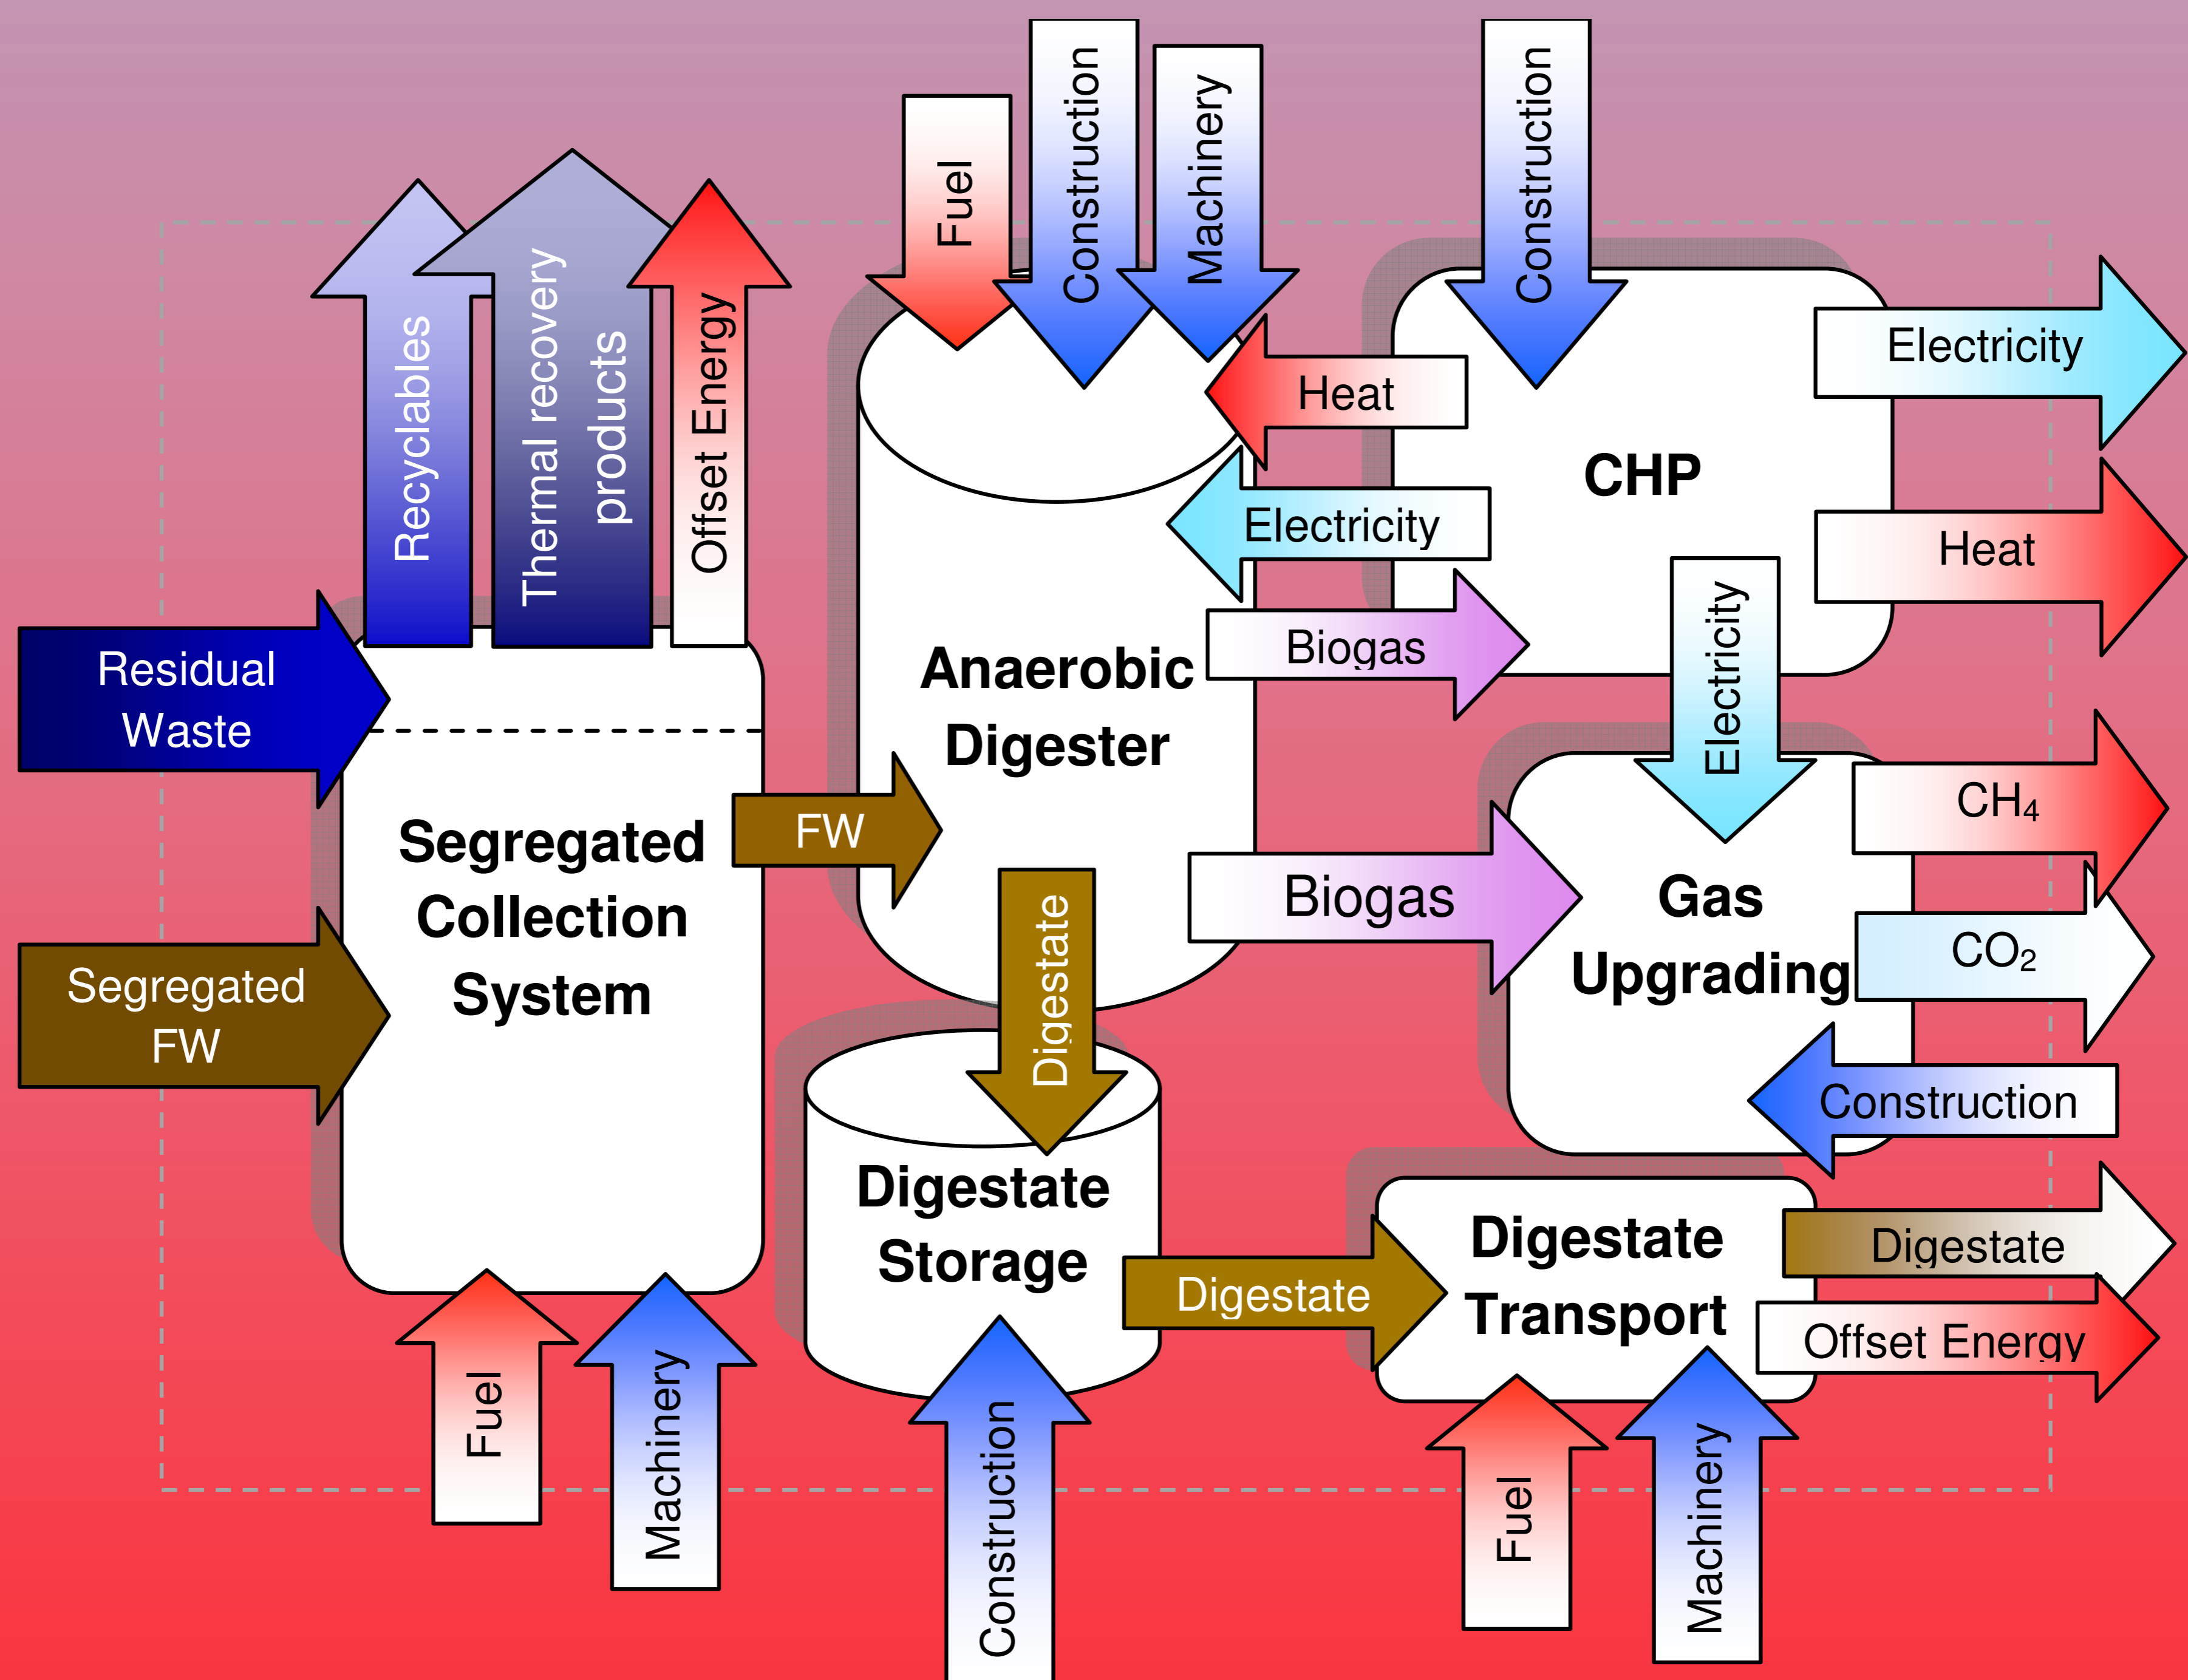 Construction
Machinery
Fuel
Construction
Recyclables
Thermal recovery
products
Offset Energy
Electricity
Heat
CHP
Electricity
Heat
Electricity
Biogas
Residual
Waste
Anaerobic
Digester
Segregated
Collection
System
FW
CH₄
Biogas
Gas
Upgrading
CO₂
Segregated
FW
Digestate
Construction
Digestate
Storage
Digestate
Digestate
Transport
Digestate
Offset Energy
Fuel
Machinery
Construction
Fuel
Machinery